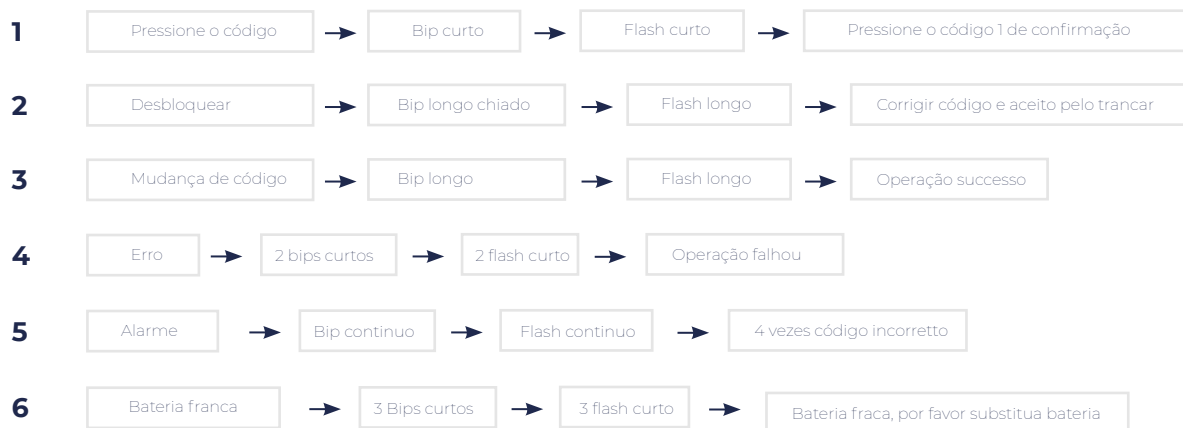 1 Pressione o código Bip curto Flash curto Pressione o código 1 de confirmação
2 Desbloquear Bip longo chiado Flash longo Corrigir código e aceito pelo trancar
3 Mudança de código Bip longo Flash longo Operação successo
4 Erro 2 bips curtos 2 flash curto Operação falhou
5 Alarme Bip continuo Flash continuo 4 vezes código incorretto
6 Bateria franca 3 Bips curtos 3 flash curto Bateria fraca, por favor substitua bateria